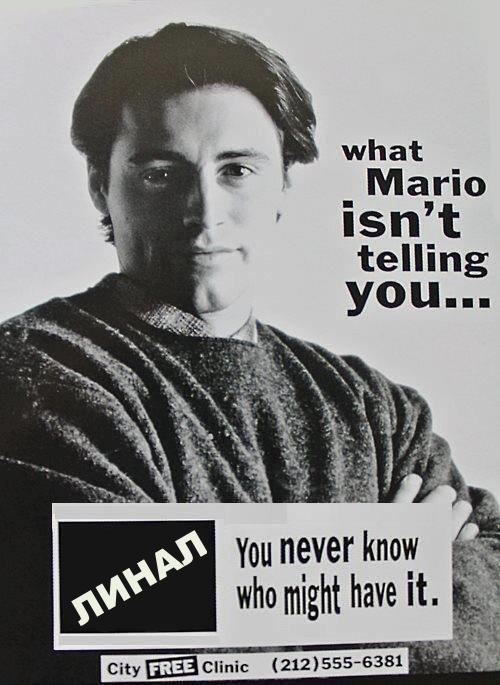 what
Mario
isn't
telling
you...
ЛИНАЛ
You never know
who might have it.
City FREE Clinic (212)555-6381